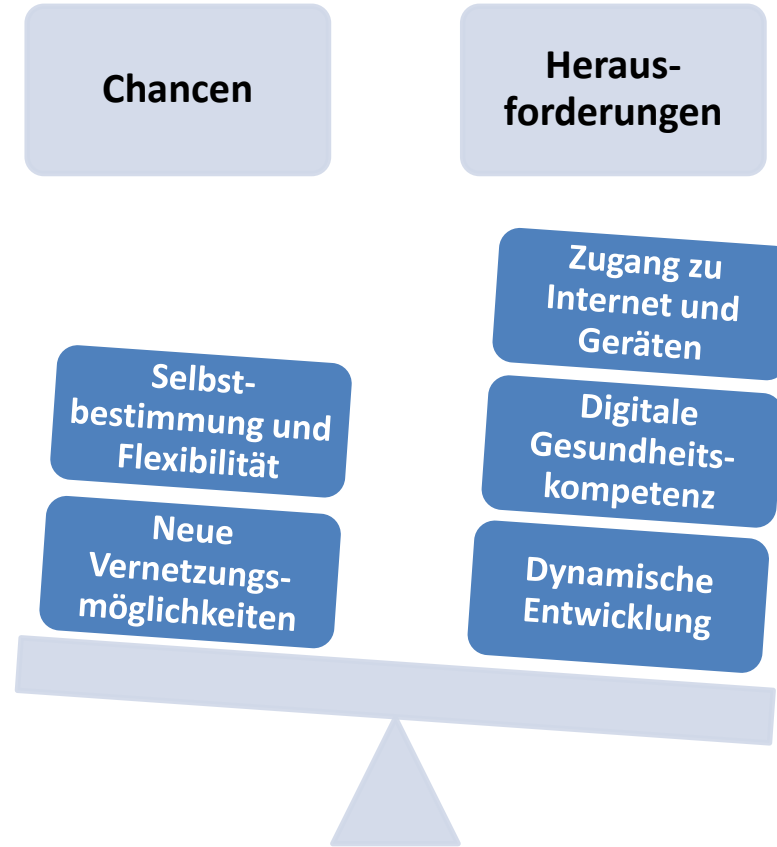 Chancen
Heraus-
forderungen
Selbst-
bestimmung und
Flexibilität
Neue
Vernetzungs-
möglichkeiten
Zugang zu
Internet und
Geräten
Digitale
Gesundheits-
kompetenz
Dynamische
Entwicklung